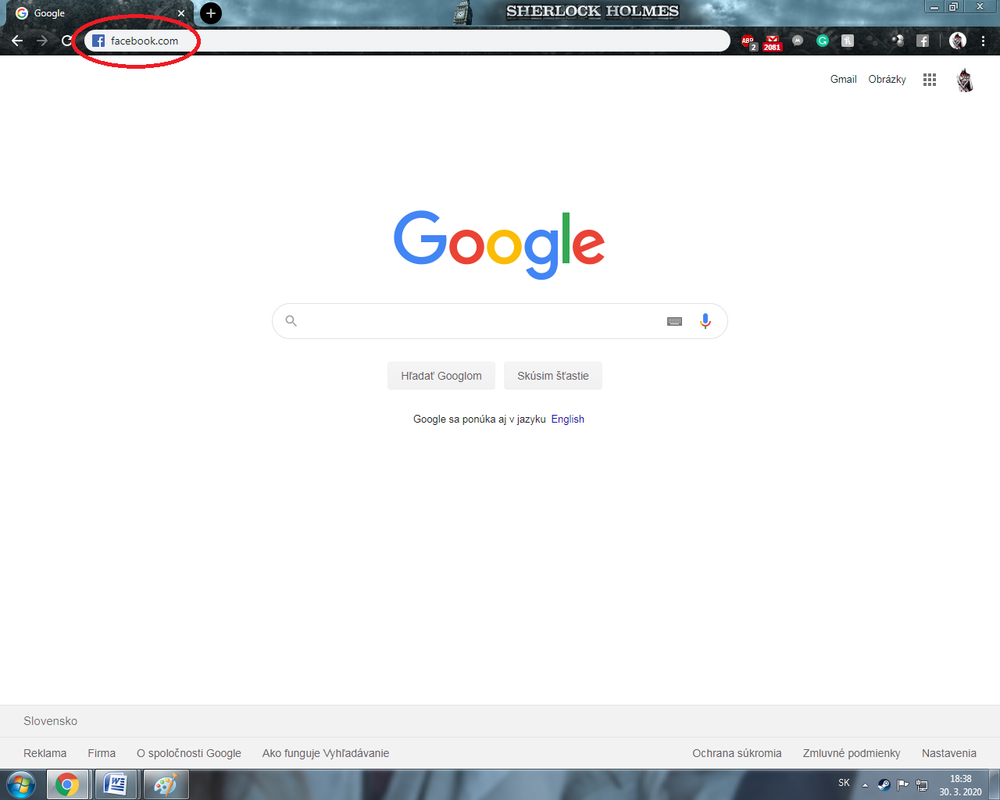 Google
SHERLOCK HOLMES
facebook.com
ABP
2
2081
Gmail Obrázky
Google
Hľadať Googlom Skúsim šťastie
Google sa ponúka aj v jazyku English
Slovensko
Reklama Firma O spoločnosti Google Ako funguje Vyhľadávanie Ochrana súkromia Zmluvné podmienky Nastavenia
SK
18:38
30. 3. 2020